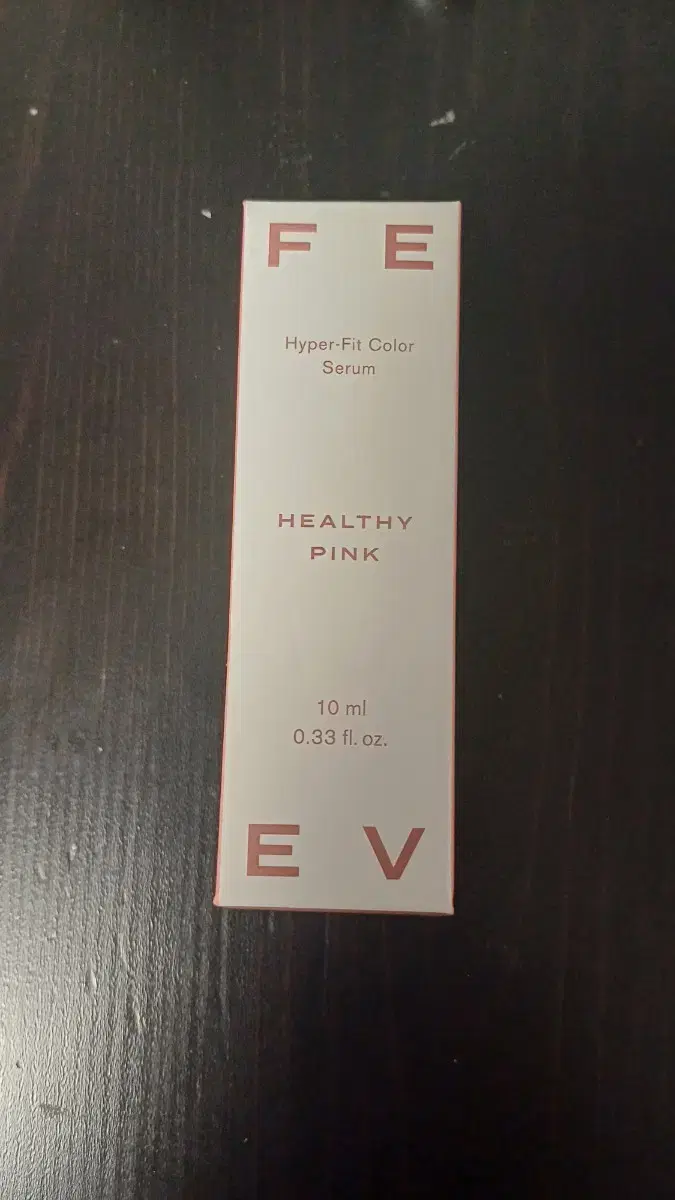 F E
Hyper-Fit Color
Serum
HEALTHY
PINK
10 ml
0.33 fl. oz.
E V